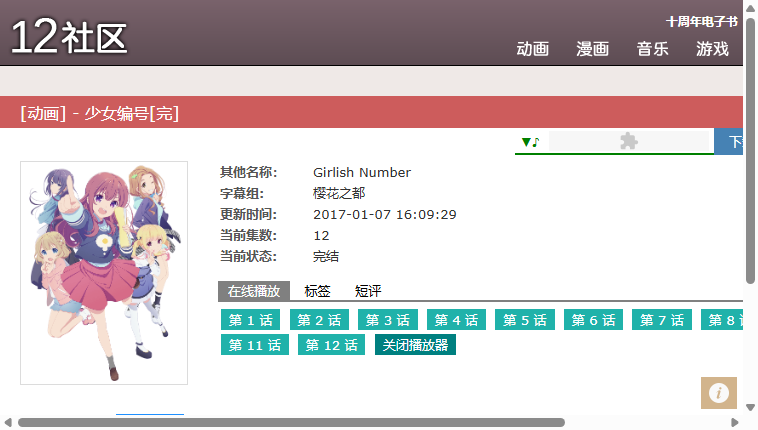 12社区
十周年电子书
动画 漫画 音乐 游戏
[动画] - 少女编号[完]
▼♪
其他名称: Girlish Number
字幕组: 樱花之都
更新时间: 2017-01-07 16:09:29
当前集数: 12
当前状态: 完结
在线播放 标签 短评
第 1 话 第 2 话 第 3 话 第 4 话 第 5 话 第 6 话 第 7 话 第 8
第 11 话 第 12 话 关闭播放器